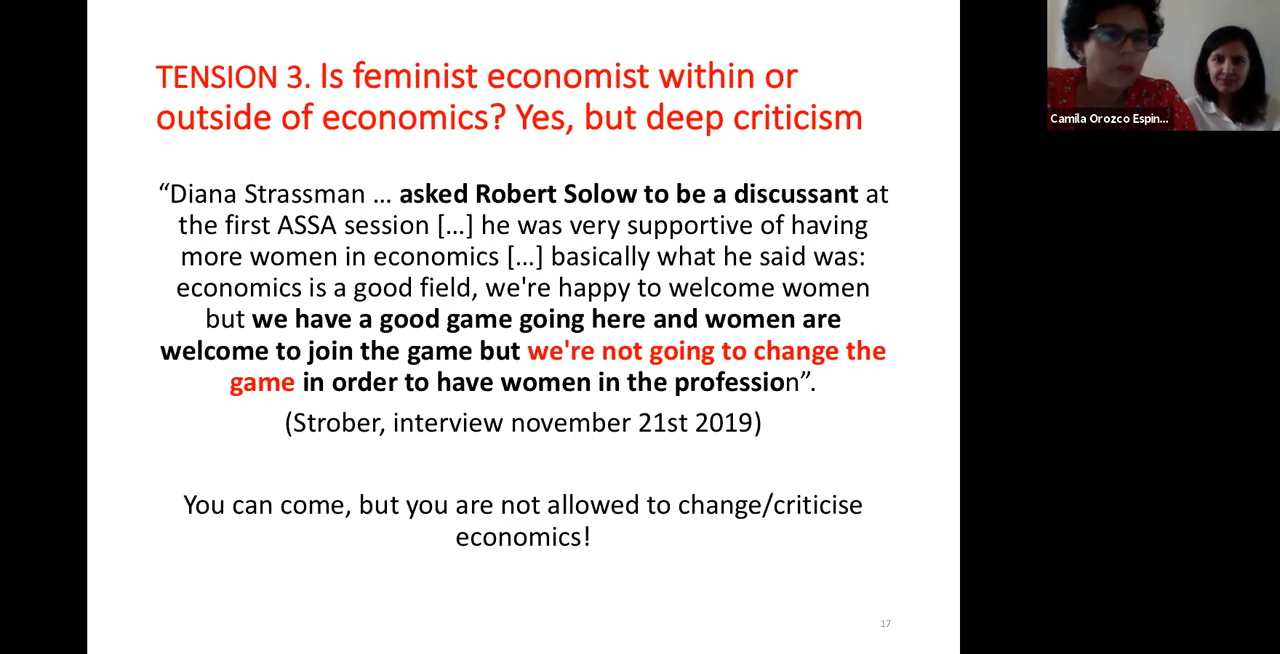 TENSION 3. Is feminist economist within or
outside of economics? Yes, but deep criticism
“Diana Strassman ... asked Robert Solow to be a discussant at
the first ASSA session [...] he was very supportive of having
more women in economics [...] basically what he said was:
economics is a good field, we're happy to welcome women
but we have a good game going here and women are
welcome to join the game but we're not going to change the
game in order to have women in the profession”.
(Strober, interview november 21st 2019)
You can come, but you are not allowed to change/criticise
economics!
17
Camila Orozco Espin...